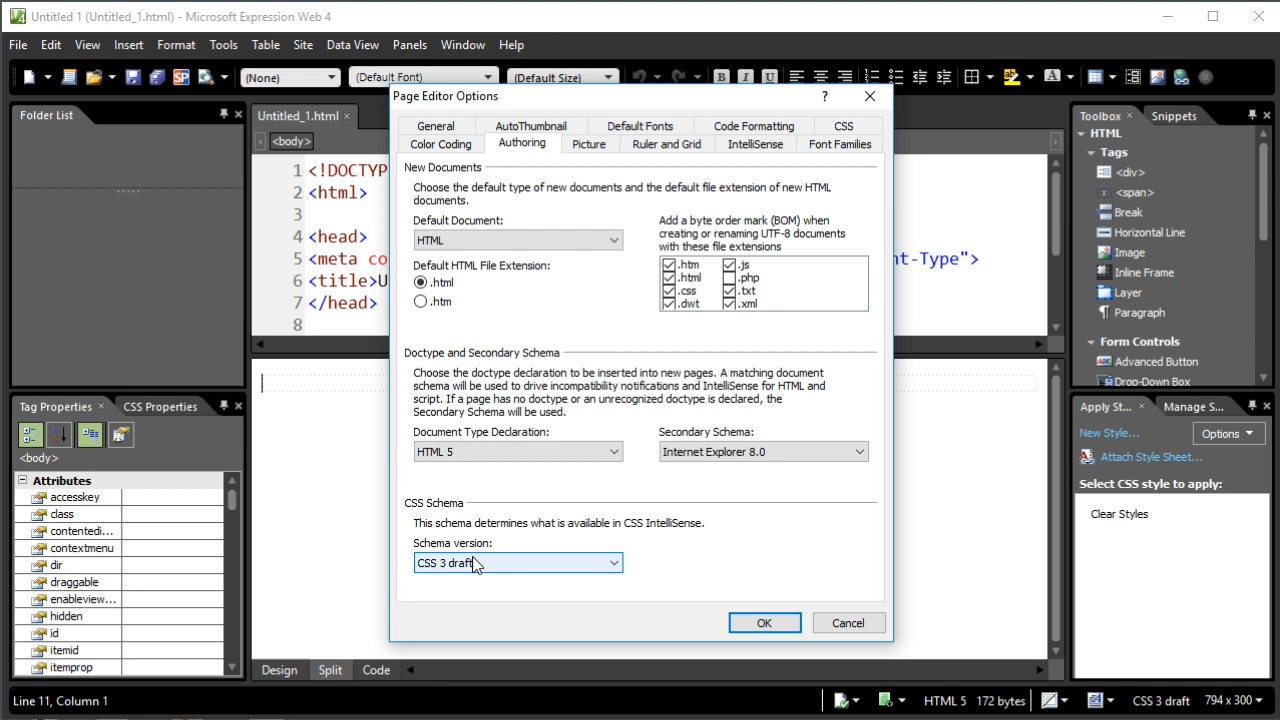 Untitled 1 (Untitled_1.html) - Microsoft Expression Web 4
File Edit View Insert Format Tools Table Site Data View Panels Window Help
(None) (Default Font) (Default Size) B I U A
Folder List
Untitled_1.html
<body>
1 <!DOCTYP
2 <html>
3
4 <head>
5 <meta co nt-Type">
6 <title>U
7 </head>
8
Page Editor Options ?
General AutoThumbnail Default Fonts Code Formatting CSS
Color Coding Authoring Picture Ruler and Grid IntelliSense Font Families
New Documents
Choose the default type of new documents and the default file extension of new HTML
documents.
Default Document:
HTML
Default HTML File Extension:
.html
.htm
Add a byte order mark (BOM) when
creating or renaming UTF-8 documents
with these file extensions
.htm .js
.html .php
.css .txt
.dwt .xml
Doctype and Secondary Schema
Choose the doctype declaration to be inserted into new pages. A matching document
schema will be used to drive incompatibility notifications and IntelliSense for HTML and
script. If a page has no doctype or an unrecognized doctype is declared, the
Secondary Schema will be used.
Document Type Declaration: Secondary Schema:
HTML 5 Internet Explorer 8.0
CSS Schema
This schema determines what is available in CSS IntelliSense.
Schema version:
CSS 3 draft
OK Cancel
Toolbox Snippets
HTML
Tags
<div>
<span>
Break
Horizontal Line
Image
Inline Frame
Layer
Paragraph
Form Controls
Advanced Button
Drop-Down Box
Tag Properties CSS Properties
<body>
Attributes
accesskey
class
contentedi...
contextmenu
dir
draggable
enableview...
hidden
id
itemid
itemprop
Apply St... Manage S...
New Style... Options
Attach Style Sheet...
Select CSS style to apply:
Clear Styles
Design Split Code
Line 11, Column 1 HTML 5 172 bytes CSS 3 draft 794 x 300